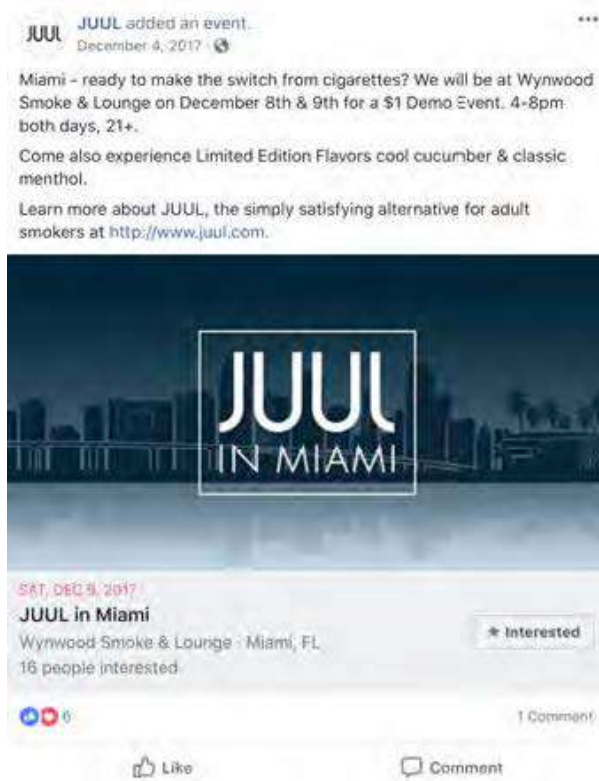 JUUL
JUUL added an event.
December 4, 2017
Miami - ready to make the switch from cigarettes? We will be at Wynwood
Smoke & Lounge on December 8th & 9th for a $1 Demo Event. 4-8pm
both days, 21+.
Come also experience Limited Edition Flavors cool cucumber & classic
menthol.
Learn more about JUUL, the simply satisfying alternative for adult
smokers at http://www.juul.com.
JUUL
IN MIAMI
SAT, DEC 9, 2017
JUUL in Miami
Wynwood Smoke & Lounge · Miami, FL
16 people interested
★ Interested
6
1 Comment
Like
Comment